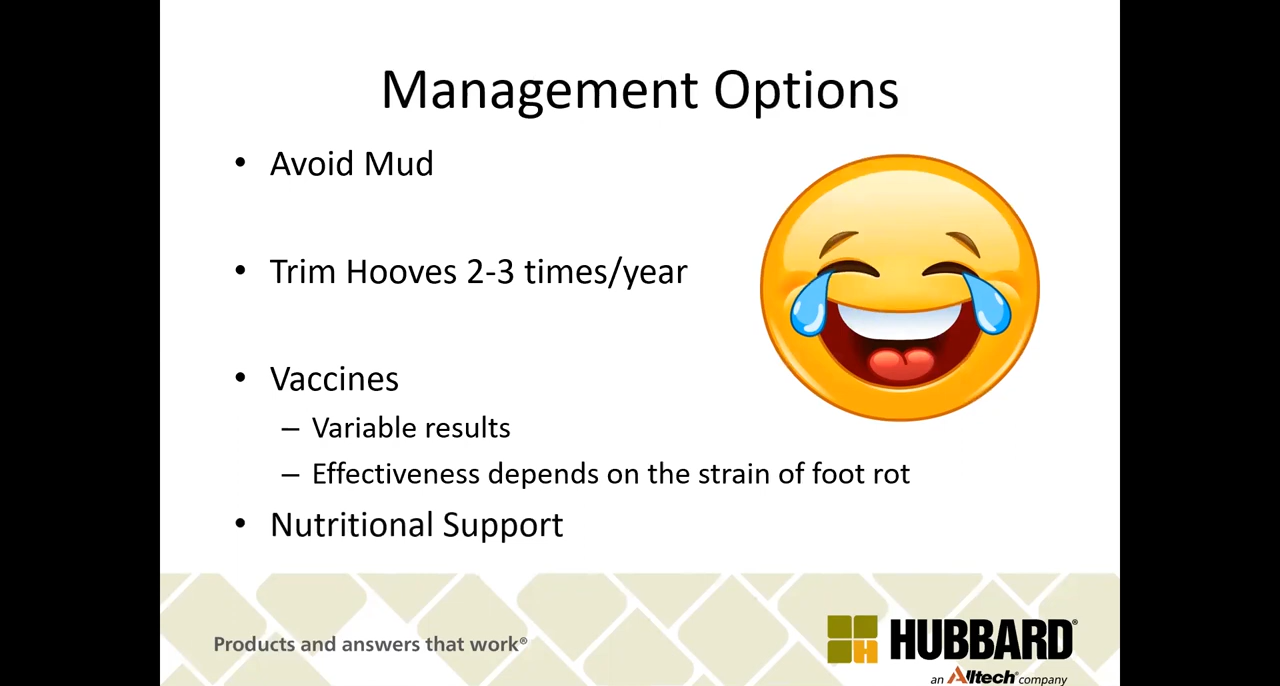 Management Options
• Avoid Mud
• Trim Hooves 2-3 times/year
• Vaccines
– Variable results
– Effectiveness depends on the strain of foot rot
• Nutritional Support
Products and answers that work®
H
HUBBARD®
an Alltech® company